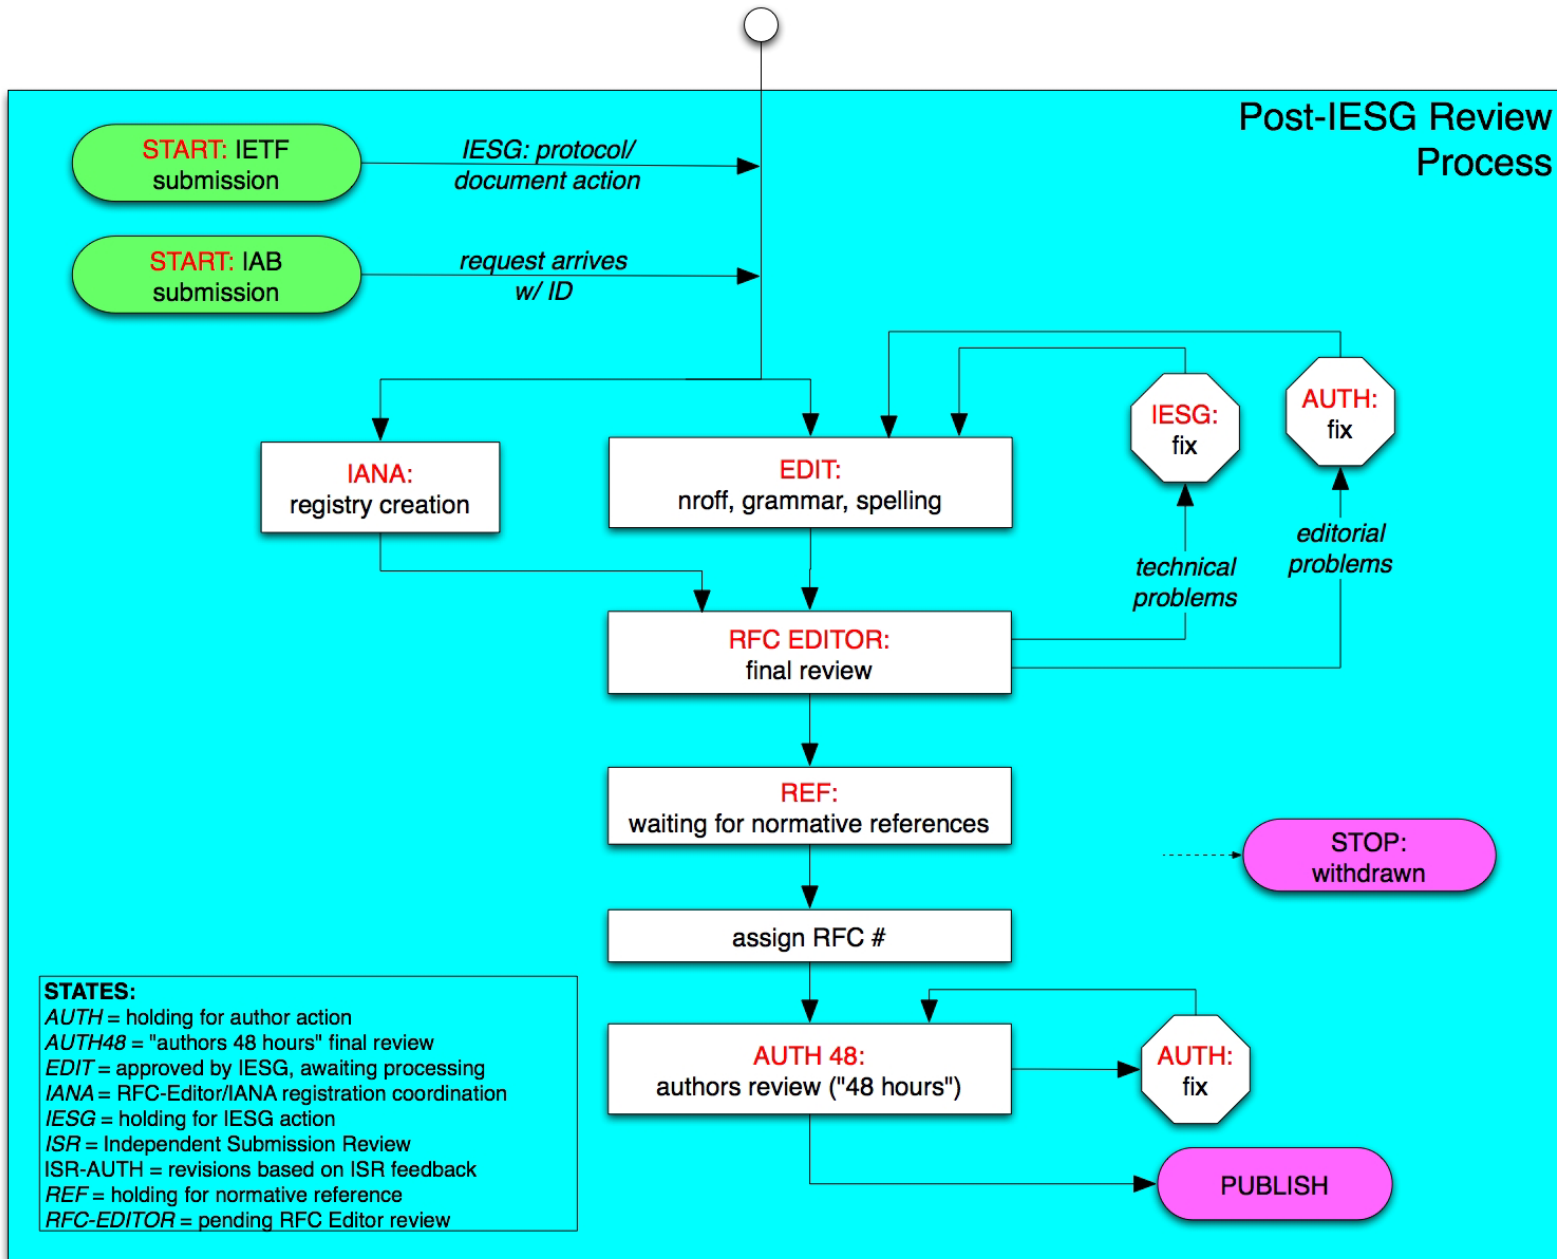 Post-IESG Review
Process
START: IETF
submission
IESG: protocol/
document action
START: IAB
submission
request arrives
w/ ID
IESG:
fix
AUTH:
fix
IANA:
registry creation
EDIT:
nroff, grammar, spelling
technical
problems
editorial
problems
RFC EDITOR:
final review
REF:
waiting for normative references
STOP:
withdrawn
assign RFC #
AUTH 48:
authors review ("48 hours")
AUTH:
fix
PUBLISH
STATES:
AUTH = holding for author action
AUTH48 = "authors 48 hours" final review
EDIT = approved by IESG, awaiting processing
IANA = RFC-Editor/IANA registration coordination
IESG = holding for IESG action
ISR = Independent Submission Review
ISR-AUTH = revisions based on ISR feedback
REF = holding for normative reference
RFC-EDITOR = pending RFC Editor review